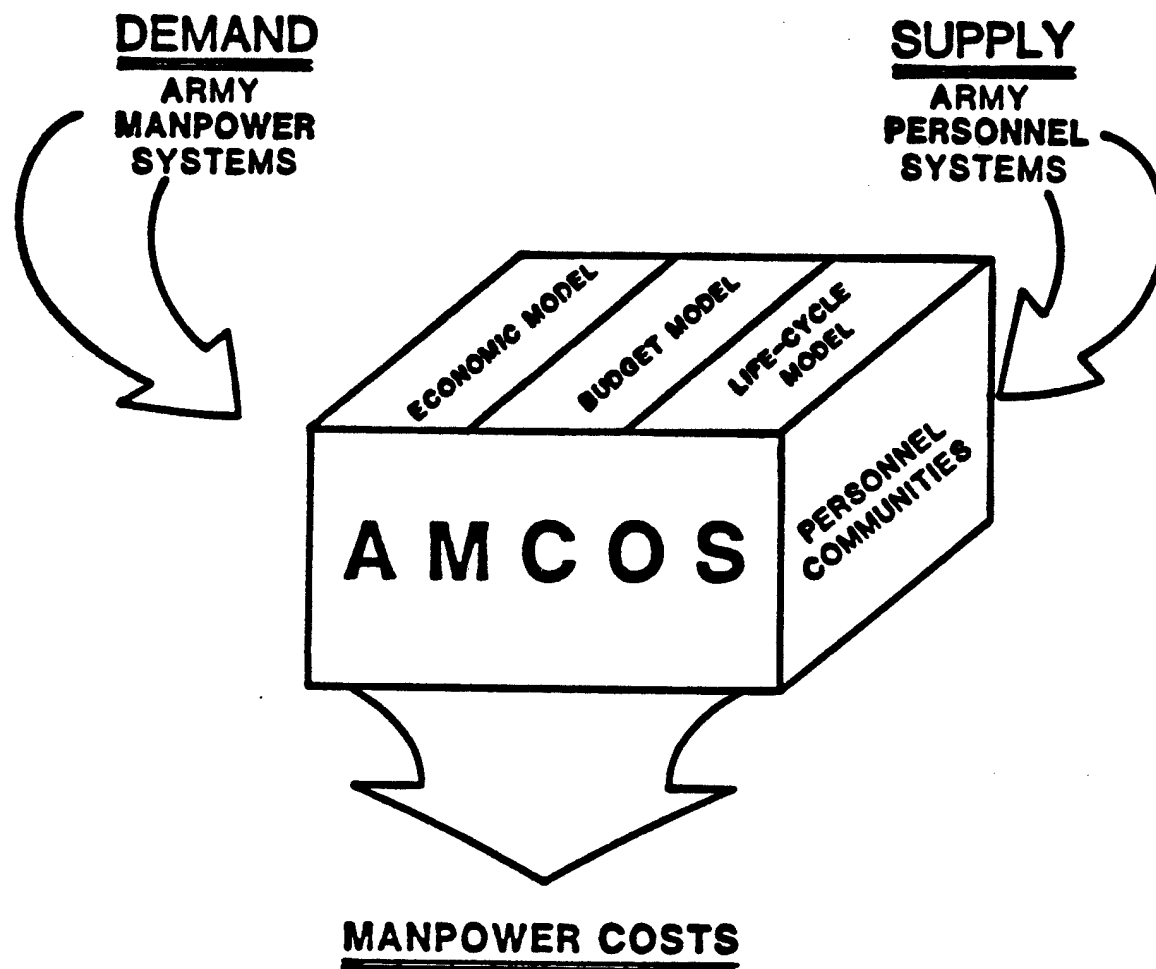 DEMAND
ARMY
MANPOWER
SYSTEMS
SUPPLY
ARMY
PERSONNEL
SYSTEMS
ECONOMIC MODEL
BUDGET MODEL
LIFE-CYCLE
MODEL
AMCOS
PERSONNEL
COMMUNITIES
MANPOWER COSTS